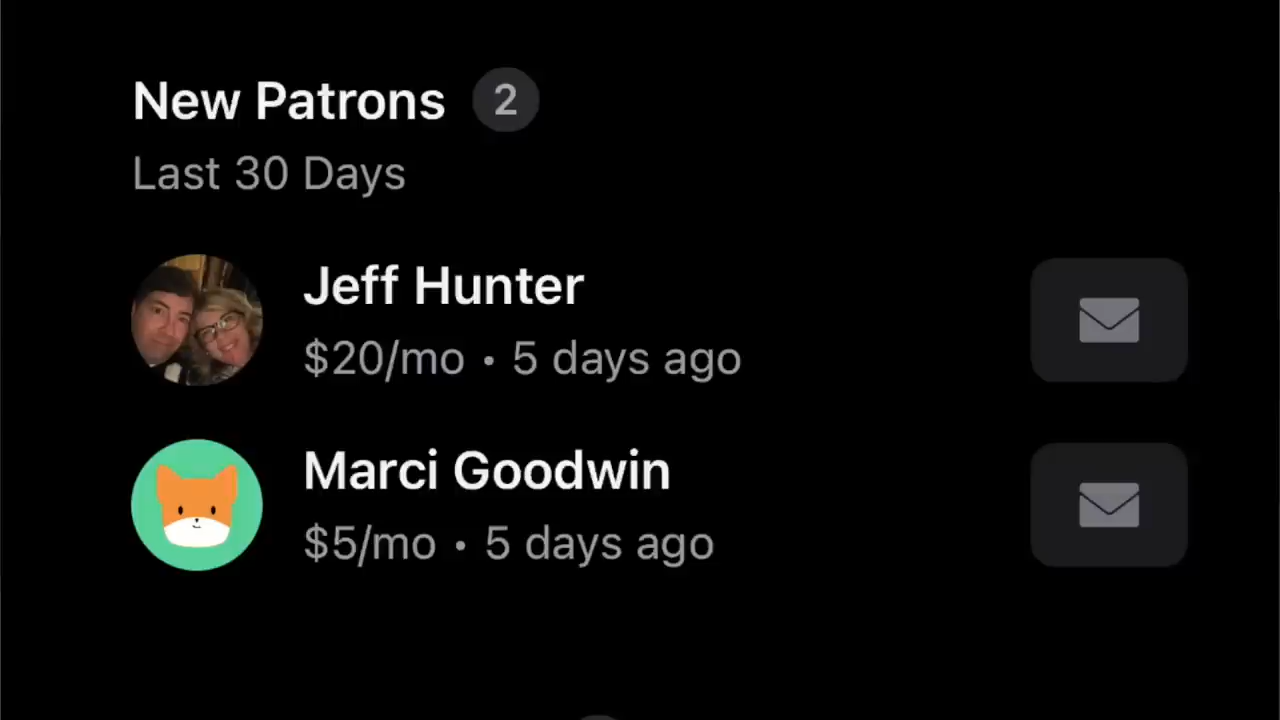 New Patrons 2
Last 30 Days
Jeff Hunter
$20/mo • 5 days ago
Marci Goodwin
$5/mo • 5 days ago